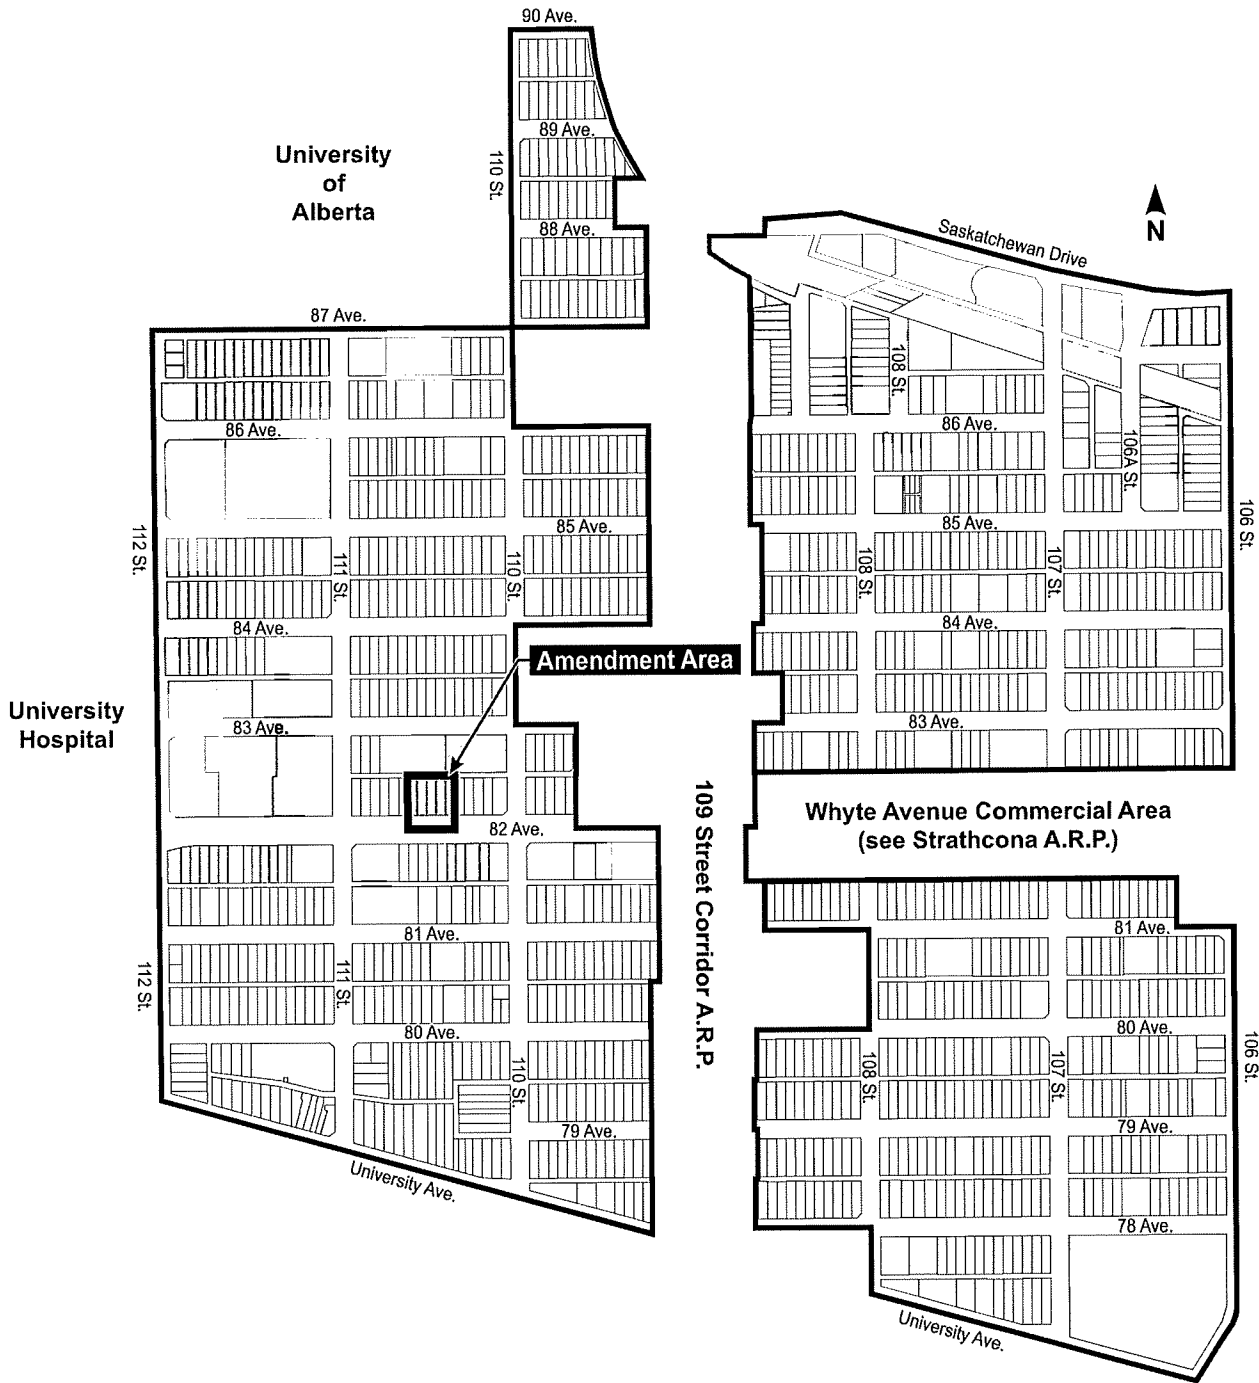 90 Ave.
89 Ave.
University
of
Alberta
110 St.
88 Ave.
N
Saskatchewan Drive
87 Ave.
108 St.
86 Ave.
86 Ave.
106A St.
85 Ave.
85 Ave.
106 St.
112 St.
111 St.
110 St.
108 St.
107 St.
84 Ave.
84 Ave.
Amendment Area
University
Hospital
83 Ave.
83 Ave.
109 Street Corridor A.R.P.
Whyte Avenue Commercial Area
(see Strathcona A.R.P.)
82 Ave.
81 Ave.
81 Ave.
112 St.
111 St.
80 Ave.
80 Ave.
106 St.
110 St.
108 St.
107 St.
79 Ave.
79 Ave.
University Ave.
78 Ave.
University Ave.